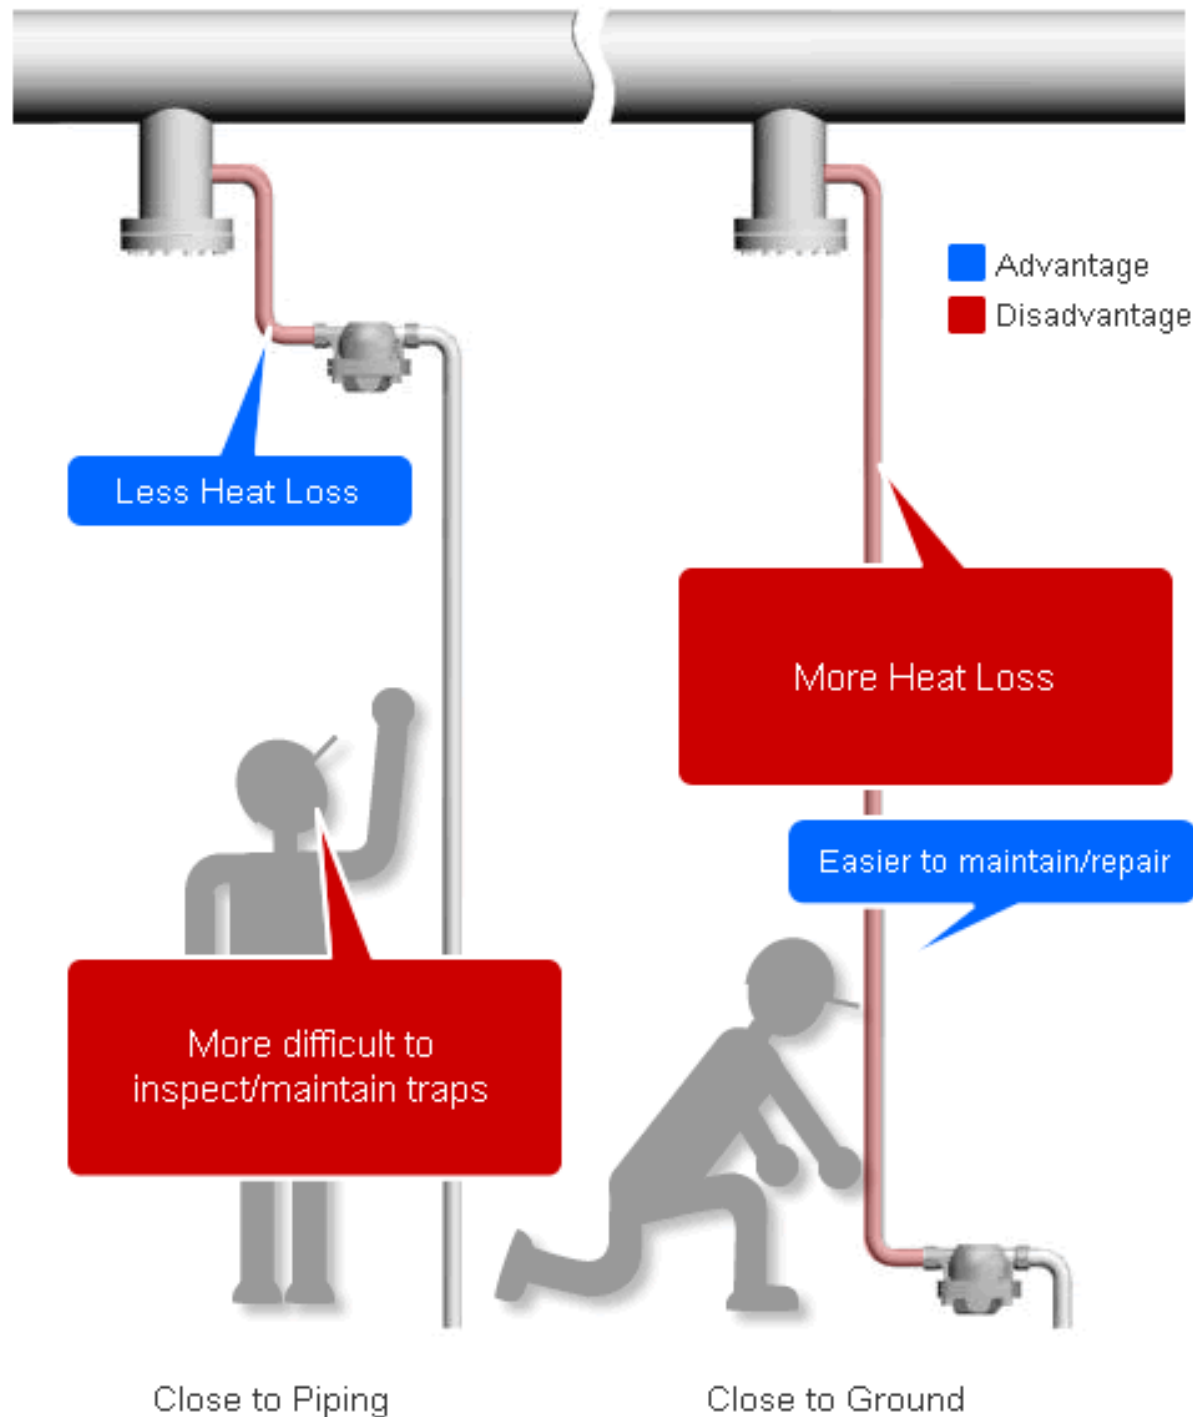 Advantage
Disadvantage
Less Heat Loss
More Heat Loss
Easier to maintain/repair
More difficult to
inspect/maintain traps
Close to Piping
Close to Ground